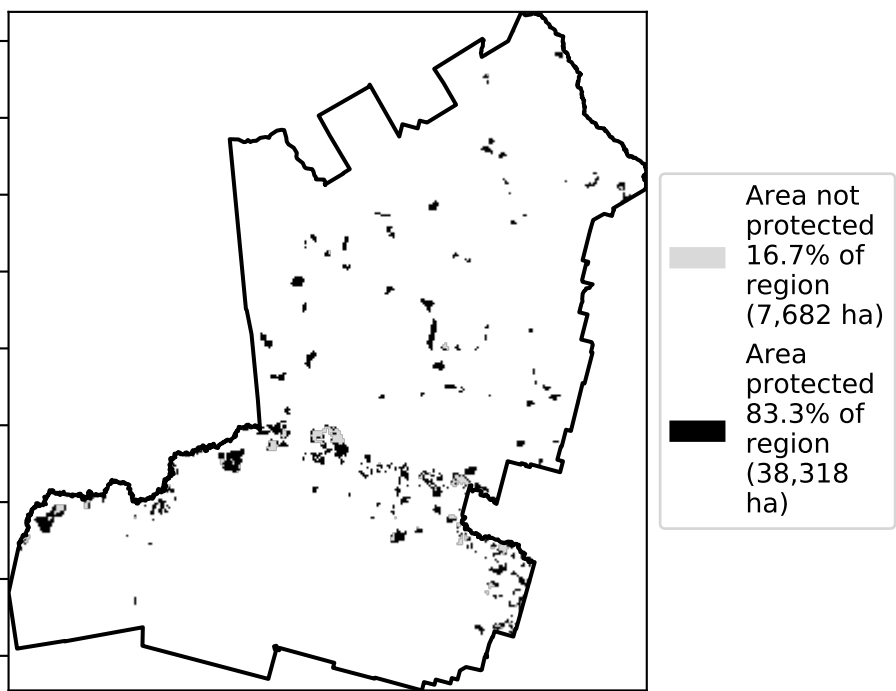 Area not
protected
16.7% of
region
(7,682 ha)
Area
protected
83.3% of
region
(38,318
ha)